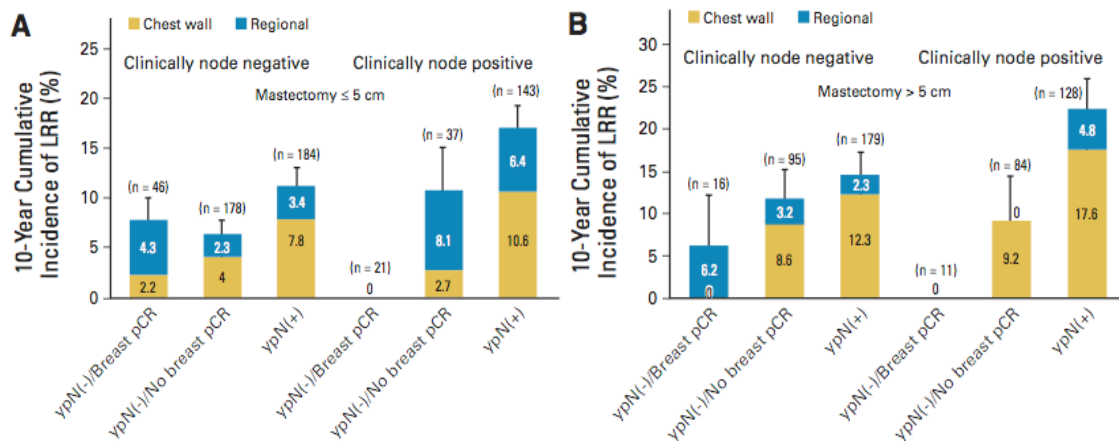 A
Chest wall
Regional
10-Year Cumulative
Incidence of LRR (%)
25
20
15
10
5
0
Clinically node negative
Clinically node positive
Mastectomy ≤ 5 cm
(n = 46)
4.3
2.2
(n = 178)
2.3
4
(n = 184)
3.4
7.8
(n = 21)
0
(n = 37)
8.1
2.7
(n = 143)
6.4
10.6
ypN(-)/Breast pCR
ypN(-)/No breast pCR
ypN(+)
ypN(-)/Breast pCR
ypN(-)/No breast pCR
ypN(+)
B
Chest wall
Regional
10-Year Cumulative
Incidence of LRR (%)
30
25
20
15
10
5
0
Clinically node negative
Clinically node positive
Mastectomy > 5 cm
(n = 16)
6.2
0
(n = 95)
3.2
8.6
(n = 179)
2.3
12.3
(n = 11)
0
(n = 84)
0
9.2
(n = 128)
4.8
17.6
ypN(-)/Breast pCR
ypN(-)/No breast pCR
ypN(+)
ypN(-)/Breast pCR
ypN(-)/No breast pCR
ypN(+)